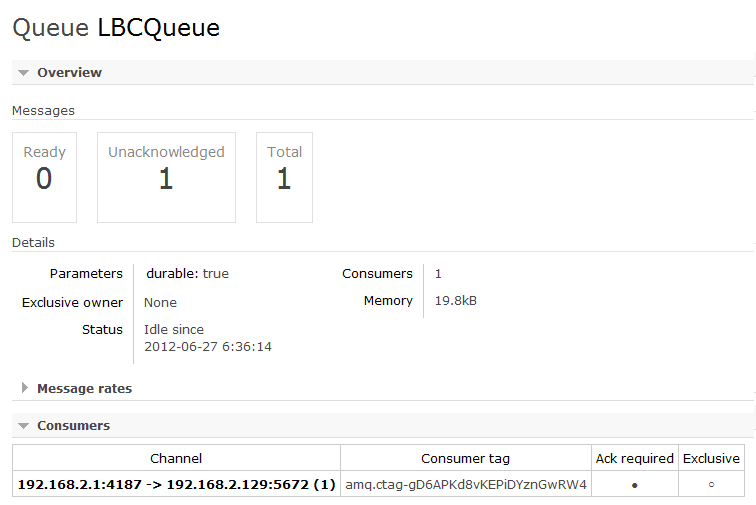 Queue LBCQueue
Overview
Messages
Ready Unacknowledged Total
0 1 1
Details
Parameters durable: true Consumers 1
Exclusive owner None Memory 19.8kB
Status Idle since
2012-06-27 6:36:14
Message rates
Consumers
Channel Consumer tag Ack required Exclusive
192.168.2.1:4187 -> 192.168.2.129:5672 (1) amq.ctag-gD6APKd8vKEPiDYznGwRW4 ● ○